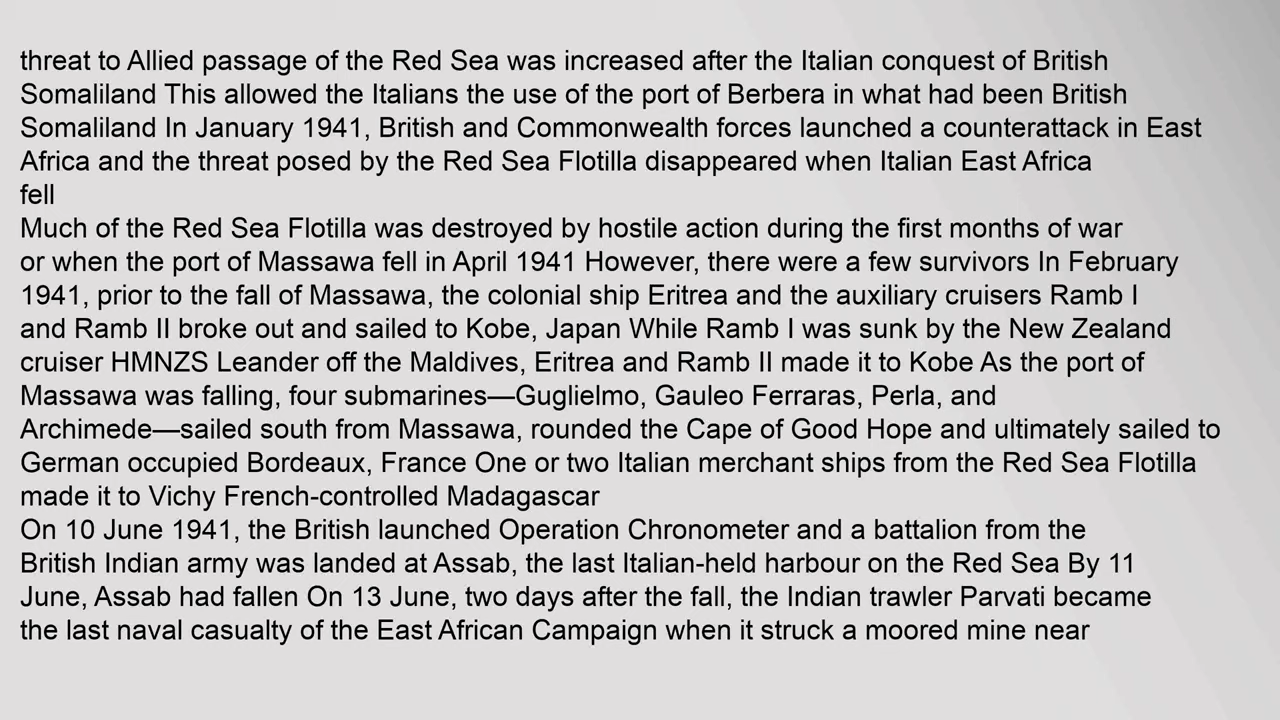 threat to Allied passage of the Red Sea was increased after the Italian conquest of British
Somaliland This allowed the Italians the use of the port of Berbera in what had been British
Somaliland In January 1941, British and Commonwealth forces launched a counterattack in East
Africa and the threat posed by the Red Sea Flotilla disappeared when Italian East Africa
fell
Much of the Red Sea Flotilla was destroyed by hostile action during the first months of war
or when the port of Massawa fell in April 1941 However, there were a few survivors In February
1941, prior to the fall of Massawa, the colonial ship Eritrea and the auxiliary cruisers Ramb I
and Ramb II broke out and sailed to Kobe, Japan While Ramb I was sunk by the New Zealand
cruiser HMNZS Leander off the Maldives, Eritrea and Ramb II made it to Kobe As the port of
Massawa was falling, four submarines—Guglielmo, Gauleo Ferraras, Perla, and
Archimede—sailed south from Massawa, rounded the Cape of Good Hope and ultimately sailed to
German occupied Bordeaux, France One or two Italian merchant ships from the Red Sea Flotilla
made it to Vichy French-controlled Madagascar
On 10 June 1941, the British launched Operation Chronometer and a battalion from the
British Indian army was landed at Assab, the last Italian-held harbour on the Red Sea By 11
June, Assab had fallen On 13 June, two days after the fall, the Indian trawler Parvati became
the last naval casualty of the East African Campaign when it struck a moored mine near